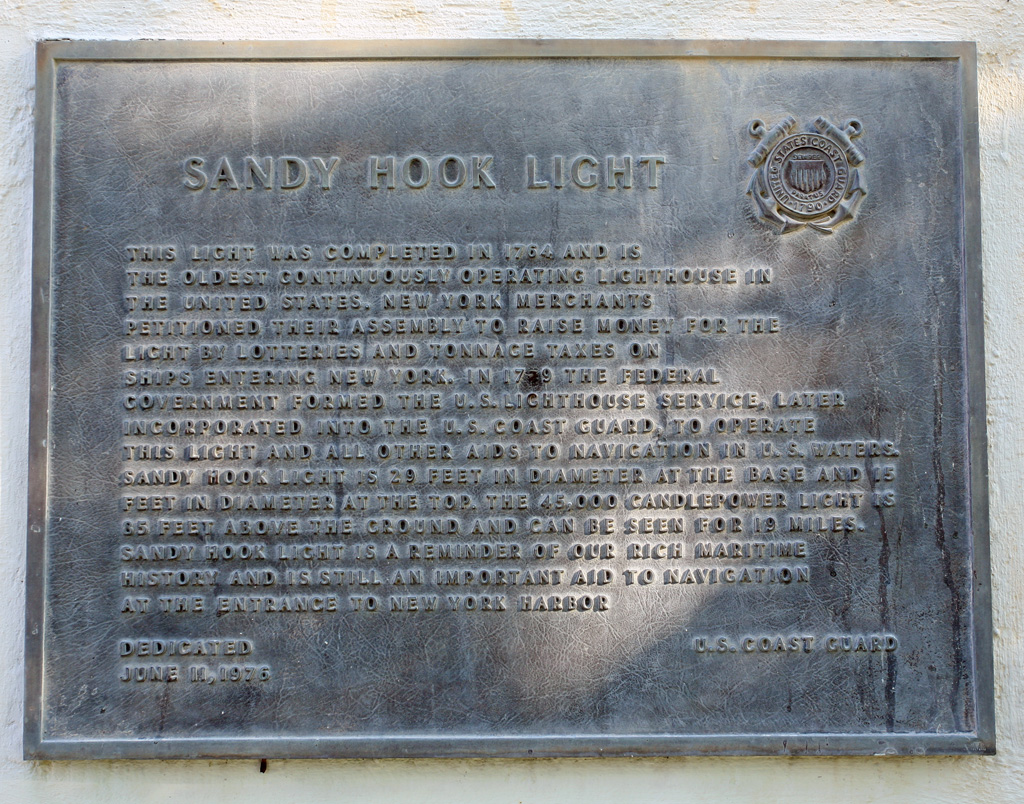 SANDY HOOK LIGHT
UNITED STATES COAST GUARD
1790
THIS LIGHT WAS COMPLETED IN 1764 AND IS
THE OLDEST CONTINUOUSLY OPERATING LIGHTHOUSE IN
THE UNITED STATES. NEW YORK MERCHANTS
PETITIONED THEIR ASSEMBLY TO RAISE MONEY FOR THE
LIGHT BY LOTTERIES AND TONNAGE TAXES ON
SHIPS ENTERING NEW YORK. IN THE FEDERAL
GOVERNMENT FORMED THE U.S. LIGHTHOUSE SERVICE, LATER
INCORPORATED INTO THE U.S. COAST GUARD, TO OPERATE
THIS LIGHT AND ALL OTHER AIDS TO NAVIGATION IN U.S. WATERS.
SANDY HOOK LIGHT IS 29 FEET IN DIAMETER AT THE BASE AND 15
FEET IN DIAMETER AT THE TOP. THE 45,000 CANDLEPOWER LIGHT IS
85 FEET ABOVE THE GROUND AND CAN BE SEEN FOR 19 MILES.
SANDY HOOK LIGHT IS A REMINDER OF OUR RICH MARITIME
HISTORY AND IS STILL AN IMPORTANT AID TO NAVIGATION
AT THE ENTRANCE TO NEW YORK HARBOR
DEDICATED
JUNE 11, 1976
U.S. COAST GUARD